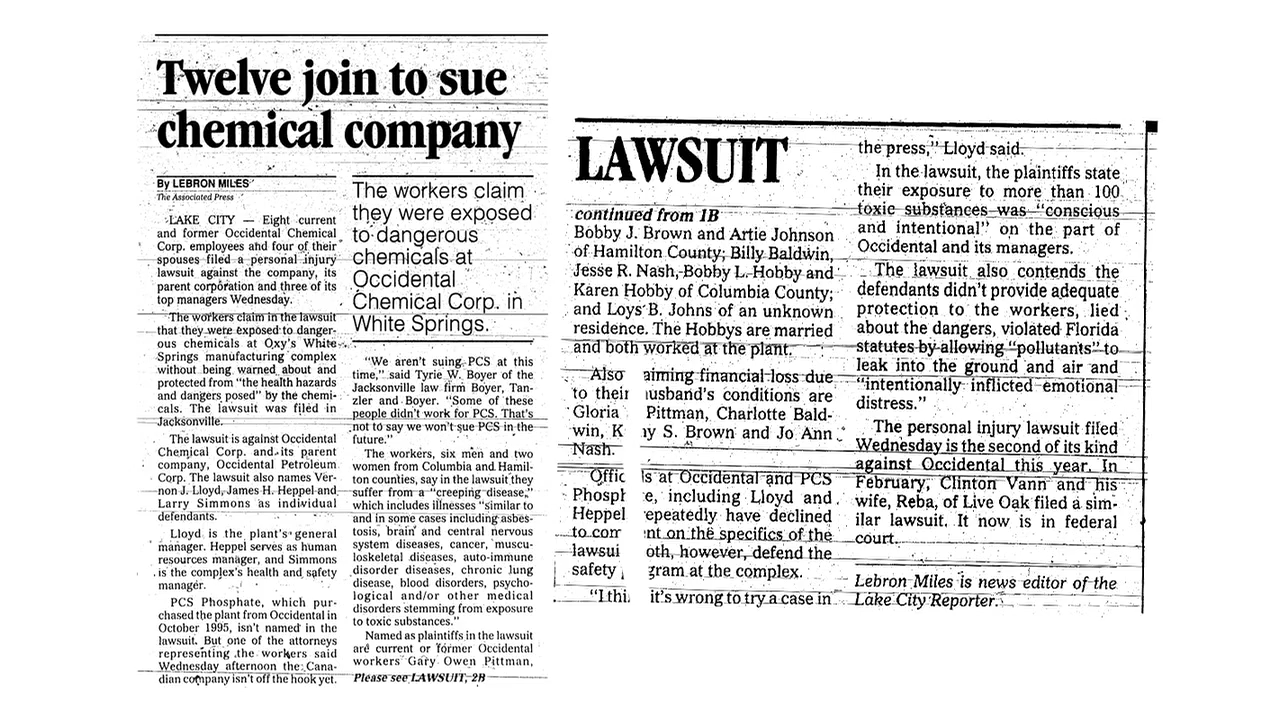 Twelve join to sue
chemical company
By LEBRON MILES
The Associated Press
LAKE CITY — Eight current
and former Occidental Chemical
Corp. employees and four of their
spouses filed a personal injury
lawsuit against the company, its
parent corporation and three of its
top managers Wednesday.
The workers claim in the lawsuit
that they were exposed to danger-
ous chemicals at Oxy's White
Springs manufacturing complex
without being warned about and
protected from "the health hazards
and dangers posed" by the chemi-
cals. The lawsuit was filed in
Jacksonville.
The lawsuit is against Occidental
Chemical Corp. and its parent
company, Occidental Petroleum
Corp. The lawsuit also names Ver-
non J. Lloyd, James H. Heppel and
Larry Simmons as individual
defendants.
Lloyd is the plant's general
manager. Heppel serves as human
resources manager, and Simmons
is the complex's health and safety
manager.
PCS Phosphate, which pur-
chased the plant from Occidental in
October 1995, isn't named in the
lawsuit. But one of the attorneys
representing the workers said
Wednesday afternoon the Cana-
dian company isn't off the hook yet.
The workers claim
they were exposed
to dangerous
chemicals at
Occidental
Chemical Corp. in
White Springs.
"We aren't suing PCS at this
time," said Tyrie W. Boyer of the
Jacksonville law firm Boyer, Tan-
zler and Boyer. "Some of these
people didn't work for PCS. That's
not to say we won't sue PCS in the
future."
The workers, six men and two
women from Columbia and Hamil-
ton counties, say in the lawsuit they
suffer from a "creeping disease,"
which includes illnesses "similar to
and in some cases including asbes-
tosis, brain and central nervous
system diseases, cancer, muscu-
loskeletal diseases, auto-immune
disorder diseases, chronic lung
disease, blood disorders, psycho-
logical and/or other medical
disorders stemming from exposure
to toxic substances."
Named as plaintiffs in the lawsuit
are current or former Occidental
workers Gary Owen Pittman,
Please see LAWSUIT, 2B
LAWSUIT
continued from 1B
Bobby J. Brown and Artie Johnson
of Hamilton County; Billy Baldwin,
Jesse R. Nash, Bobby L. Hobby and
Karen Hobby of Columbia County;
and Loys B. Johns of an unknown
residence. The Hobbys are married
and both worked at the plant.
Also aiming financial loss due
to their usband's conditions are
Gloria Pittman, Charlotte Bald-
win, K y S. Brown and Jo Ann
Nash.
Offic ls at Occidental and PCS
Phosph e, including Lloyd and
Heppel epeatedly have declined
to com nt on the specifics of the
lawsui oth, however, defend the
safety gram at the complex.
"I thi it's wrong to try a case in
the press," Lloyd said.
In the lawsuit, the plaintiffs state
their exposure to more than 100
toxic substances was "conscious
and intentional" on the part of
Occidental and its managers.
The lawsuit also contends the
defendants didn't provide adequate
protection to the workers, lied
about the dangers, violated Florida
statutes by allowing "pollutants" to
leak into the ground and air and
"intentionally inflicted emotional
distress."
The personal injury lawsuit filed
Wednesday is the second of its kind
against Occidental this year. In
February, Clinton Vann and his
wife, Reba, of Live Oak filed a sim-
ilar lawsuit. It now is in federal
court.
Lebron Miles is news editor of the
Lake City Reporter.